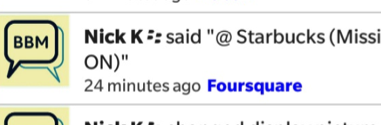 BBM
Nick K said "@ Starbucks (Missi
ON)"
24 minutes ago Foursquare